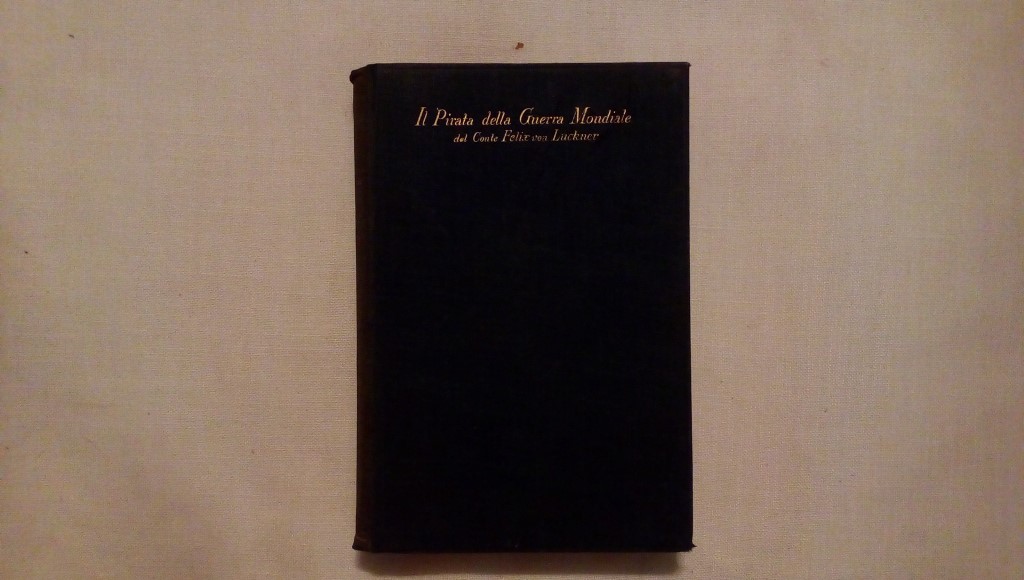 Il Pirata della Guerra Mondiale
del Conte Felix von Luckner